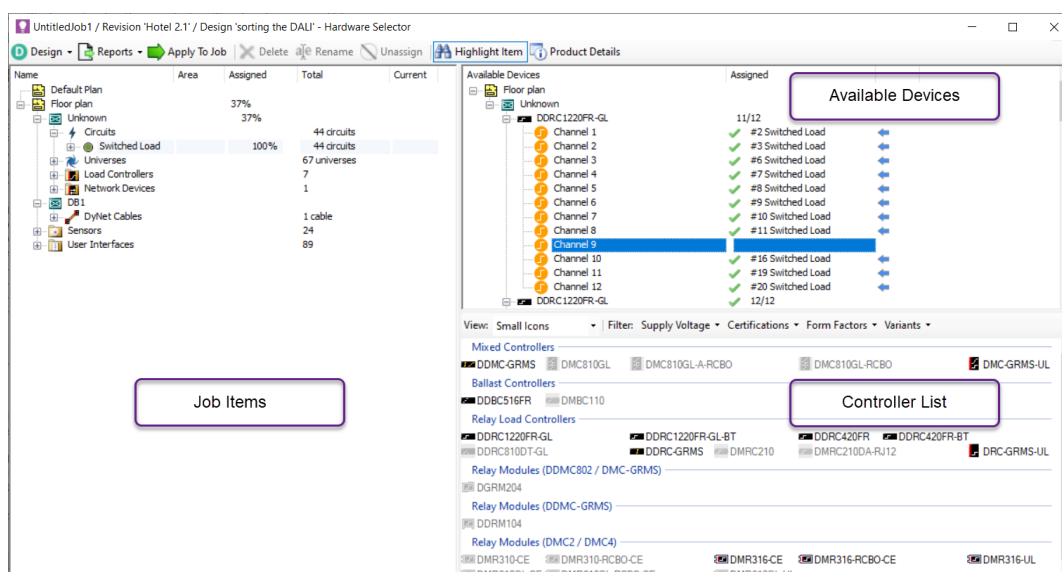 UntitledJob1 / Revision 'Hotel 2.1' / Design 'sorting the DALI' - Hardware Selector
Design Reports Apply To Job Delete Rename Unassign Highlight Item Product Details
Name Area Assigned Total Current
Default Plan
Floor plan 37%
Unknown 37%
Circuits 44 circuits
Switched Load 100% 44 circuits
Universes 67 universes
Load Controllers 7
Network Devices 1
DB1
DyNet Cables 1 cable
Sensors 24
User Interfaces 89
Job Items
Available Devices Assigned
Available Devices
Floor plan
Unknown
DDRC1220FR-GL 11/12
Channel 1 #2 Switched Load
Channel 2 #3 Switched Load
Channel 3 #6 Switched Load
Channel 4 #7 Switched Load
Channel 5 #8 Switched Load
Channel 6 #9 Switched Load
Channel 7 #10 Switched Load
Channel 8 #11 Switched Load
Channel 9
Channel 10 #16 Switched Load
Channel 11 #19 Switched Load
Channel 12 #20 Switched Load
DDRC1220FR-GL 12/12
View: Small Icons Filter: Supply Voltage Certifications Form Factors Variants
Mixed Controllers
DDMC-GRMS DMC810GL DMC810GL-A-RCBO DMC810GL-RCBO DMC-GRMS-UL
Ballast Controllers
DDBC516FR DMBC110
Controller List
Relay Load Controllers
DDRC1220FR-GL DDRC1220FR-GL-BT DDRC420FR DDRC420FR-BT
DDRC810DT-GL DDRC-GRMS DMRC210 DMRC210DA-RJ12 DRC-GRMS-UL
Relay Modules (DDMC802 / DMC-GRMS)
DGRM204
Relay Modules (DDMC-GRMS)
DDRM104
Relay Modules (DMC2 / DMC4)
DMR310-CE DMR310-RCBO-CE DMR316-CE DMR316-RCBO-CE DMR316-UL